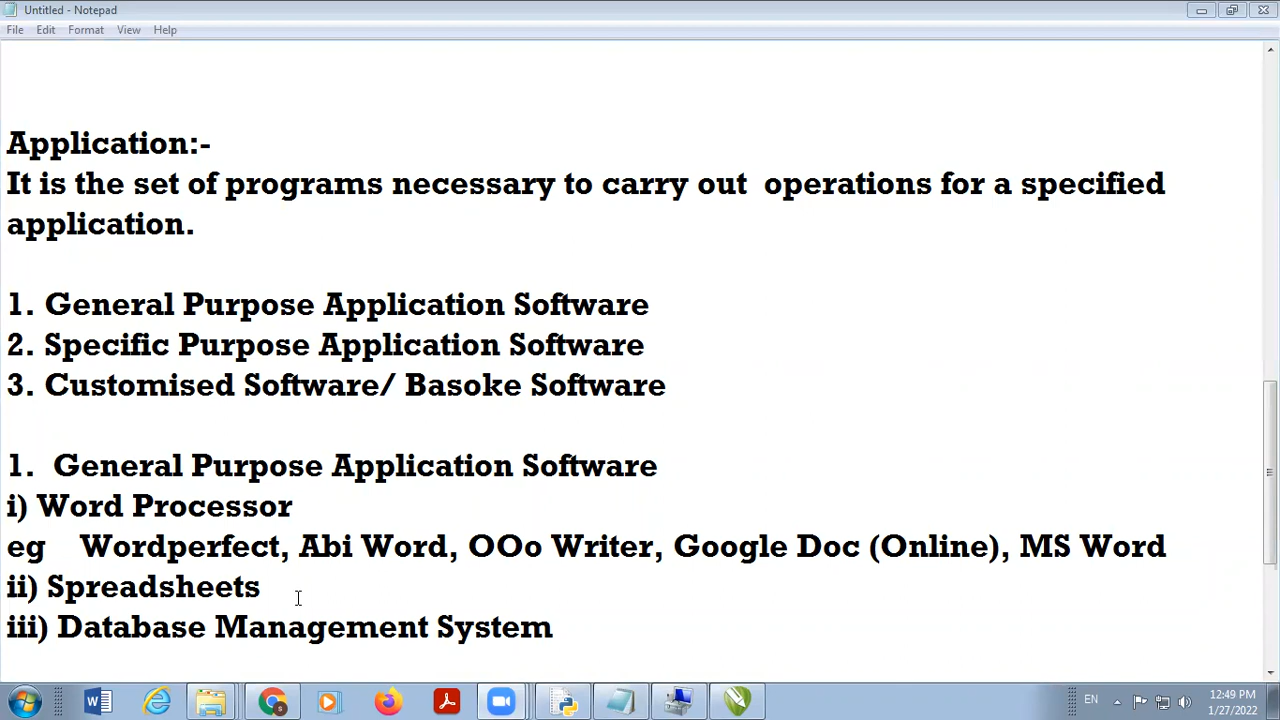 Untitled - Notepad
File Edit Format View Help
Application:-
It is the set of programs necessary to carry out  operations for a specified
application.
1. General Purpose Application Software
2. Specific Purpose Application Software
3. Customised Software/ Basoke Software
1.  General Purpose Application Software
i) Word Processor
eg    Wordperfect, Abi Word, OOo Writer, Google Doc (Online), MS Word
ii) Spreadsheets
iii) Database Management System
EN
12:49 PM
1/27/2022